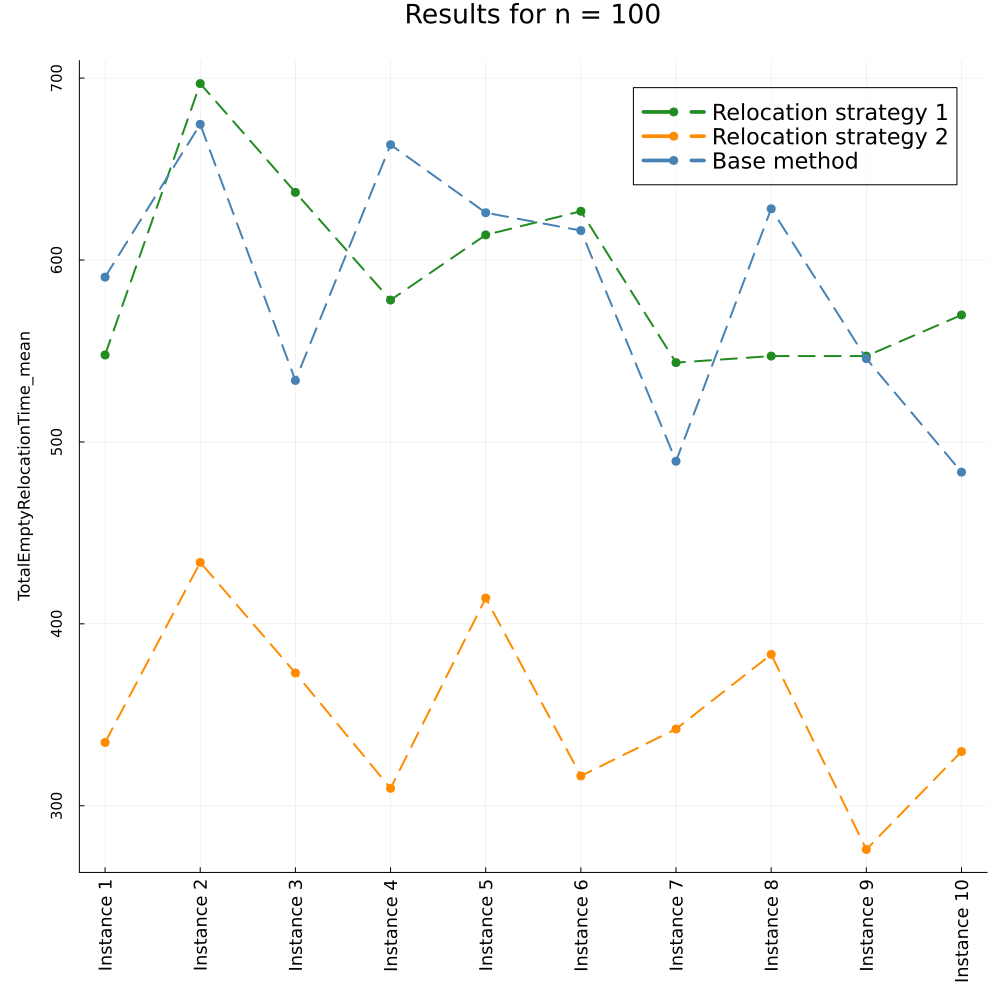 Results for n = 100
Relocation strategy 1
Relocation strategy 2
Base method
TotalEmptyRelocationTime_mean
700
600
500
400
300
Instance 1
Instance 2
Instance 3
Instance 4
Instance 5
Instance 6
Instance 7
Instance 8
Instance 9
Instance 10